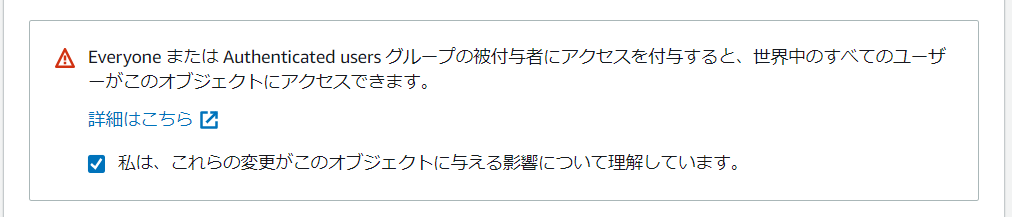 Everyone または Authenticated users グループの被付与者にアクセスを付与すると、世界中のすべてのユーザ
ーがこのオブジェクトにアクセスできます。
詳細はこちら
私は、これらの変更がこのオブジェクトに与える影響について理解しています。